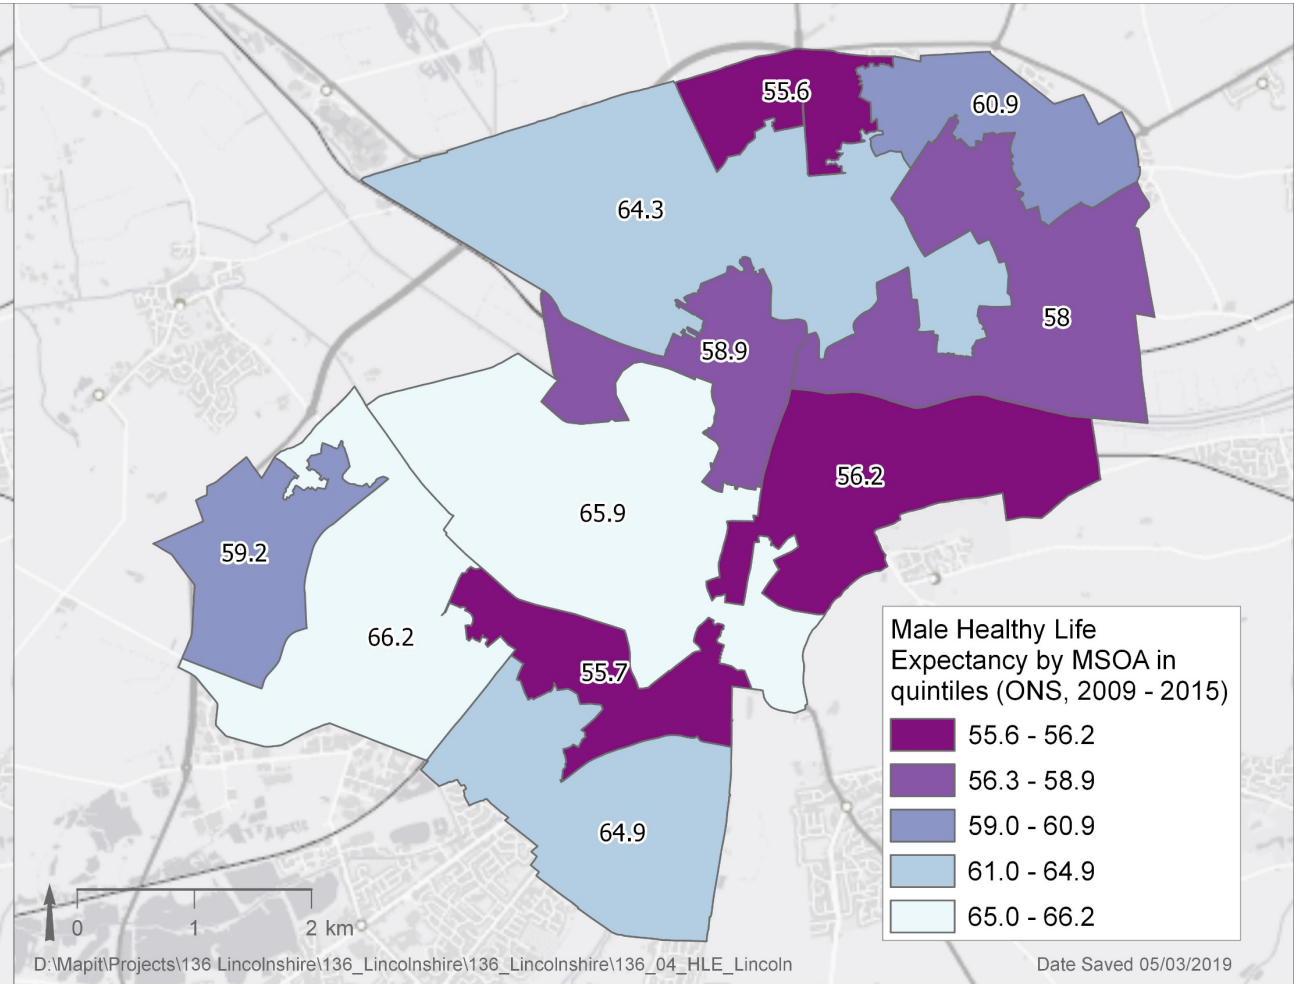 55.6
60.9
64.3
58
58.9
56.2
65.9
59.2
66.2
55.7
64.9
Male Healthy Life
Expectancy by MSOA in
quintiles (ONS, 2009 - 2015)
55.6 - 56.2
56.3 - 58.9
59.0 - 60.9
61.0 - 64.9
65.0 - 66.2
0 1 2 km
D:\Mapit\Projects\136 Lincolnshire\136_Lincolnshire\136_Lincolnshire\136_04_HLE_Lincoln
Date Saved 05/03/2019